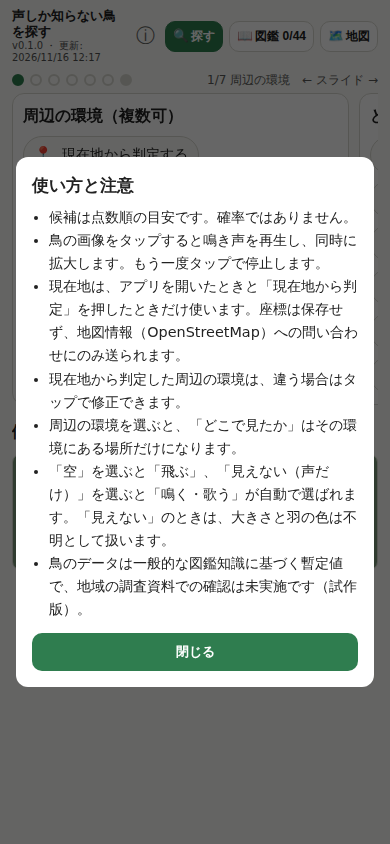 声しか知らない鳥
を探す
v0.1.0 · 更新:
2026/11/16 12:17
ⓘ
🔍 探す
📖 図鑑 0/44
🗺️ 地図
1/7 周辺の環境 ← スライド →
周辺の環境（複数可）
📍 現在地から判定する
使い方と注意
• 候補は点数順の目安です。確率ではありません。
• 鳥の画像をタップすると鳴き声を再生し、同時に
拡大します。もう一度タップで停止します。
• 現在地は、アプリを開いたときと「現在地から判
定」を押したときだけ使います。座標は保存せ
ず、地図情報（OpenStreetMap）への問い合わ
せにのみ送られます。
• 現在地から判定した周辺の環境は、違う場合はタ
ップで修正できます。
• 周辺の環境を選ぶと、「どこで見たか」はその環
境にある場所だけになります。
• 「空」を選ぶと「飛ぶ」、「見えない（声だ
け）」を選ぶと「鳴く・歌う」が自動で選ばれま
す。「見えない」のときは、大きさと羽の色は不
明として扱います。
• 鳥のデータは一般的な図鑑知識に基づく暫定値
で、地域の調査資料での確認は未実施です（試作
版）。
閉じる